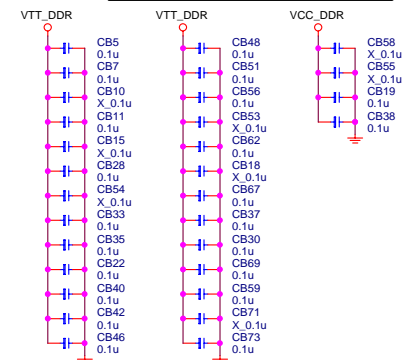 VTT_DDR
CB5
0.1u
CB7
0.1u
CB10
X_0.1u
CB11
0.1u
CB15
X_0.1u
CB28
0.1u
CB54
X_0.1u
CB33
0.1u
CB35
0.1u
CB22
0.1u
CB40
0.1u
CB42
0.1u
CB46
0.1u
VTT_DDR
CB48
0.1u
CB51
0.1u
CB56
0.1u
CB53
X_0.1u
CB62
0.1u
CB18
X_0.1u
CB67
0.1u
CB37
0.1u
CB30
0.1u
CB69
0.1u
CB59
0.1u
CB71
X_0.1u
CB73
0.1u
VCC_DDR
CB58
X_0.1u
CB55
X_0.1u
CB19
0.1u
CB38
0.1u